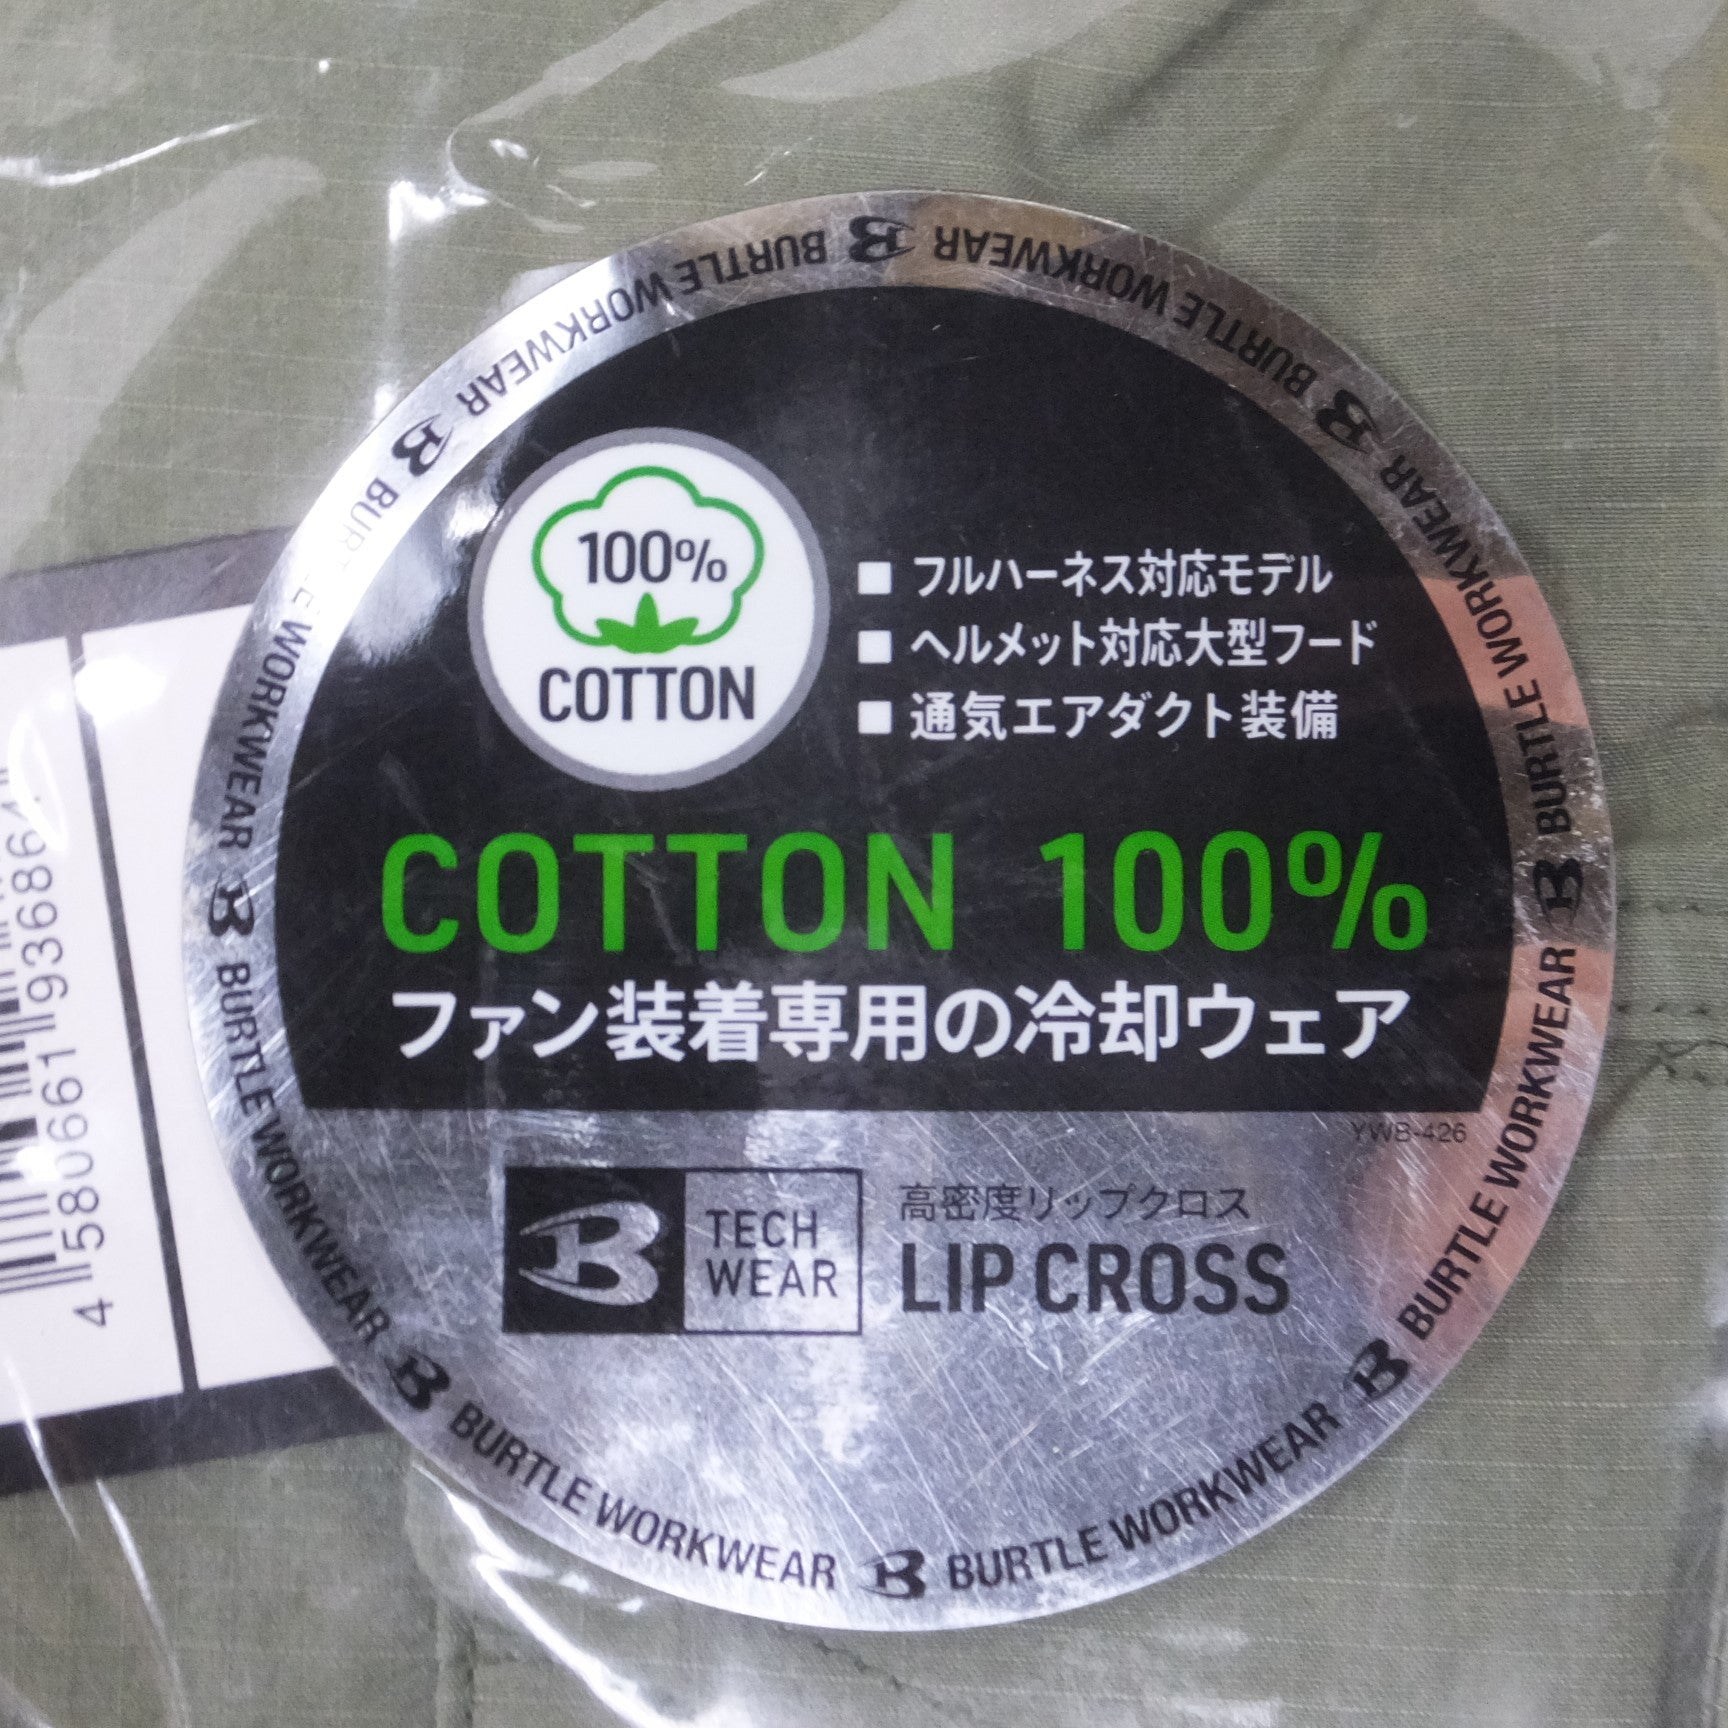 BURTLE WORKWEAR BURTLE WORKWEAR BURTLE WORKWEAR BURTLE WORKWEAR BURTLE WORKWEAR BURTLE WORKWEAR BURTLE WORKWEAR BURTLE WORKWEAR
100%
COTTON
■ フルハーネス対応モデル
■ ヘルメット対応大型フード
■ 通気エアダクト装備
COTTON 100%
ファン装着専用の冷却ウェア
YWB-426
B TECH
WEAR
高密度リップクロス
LIP CROSS